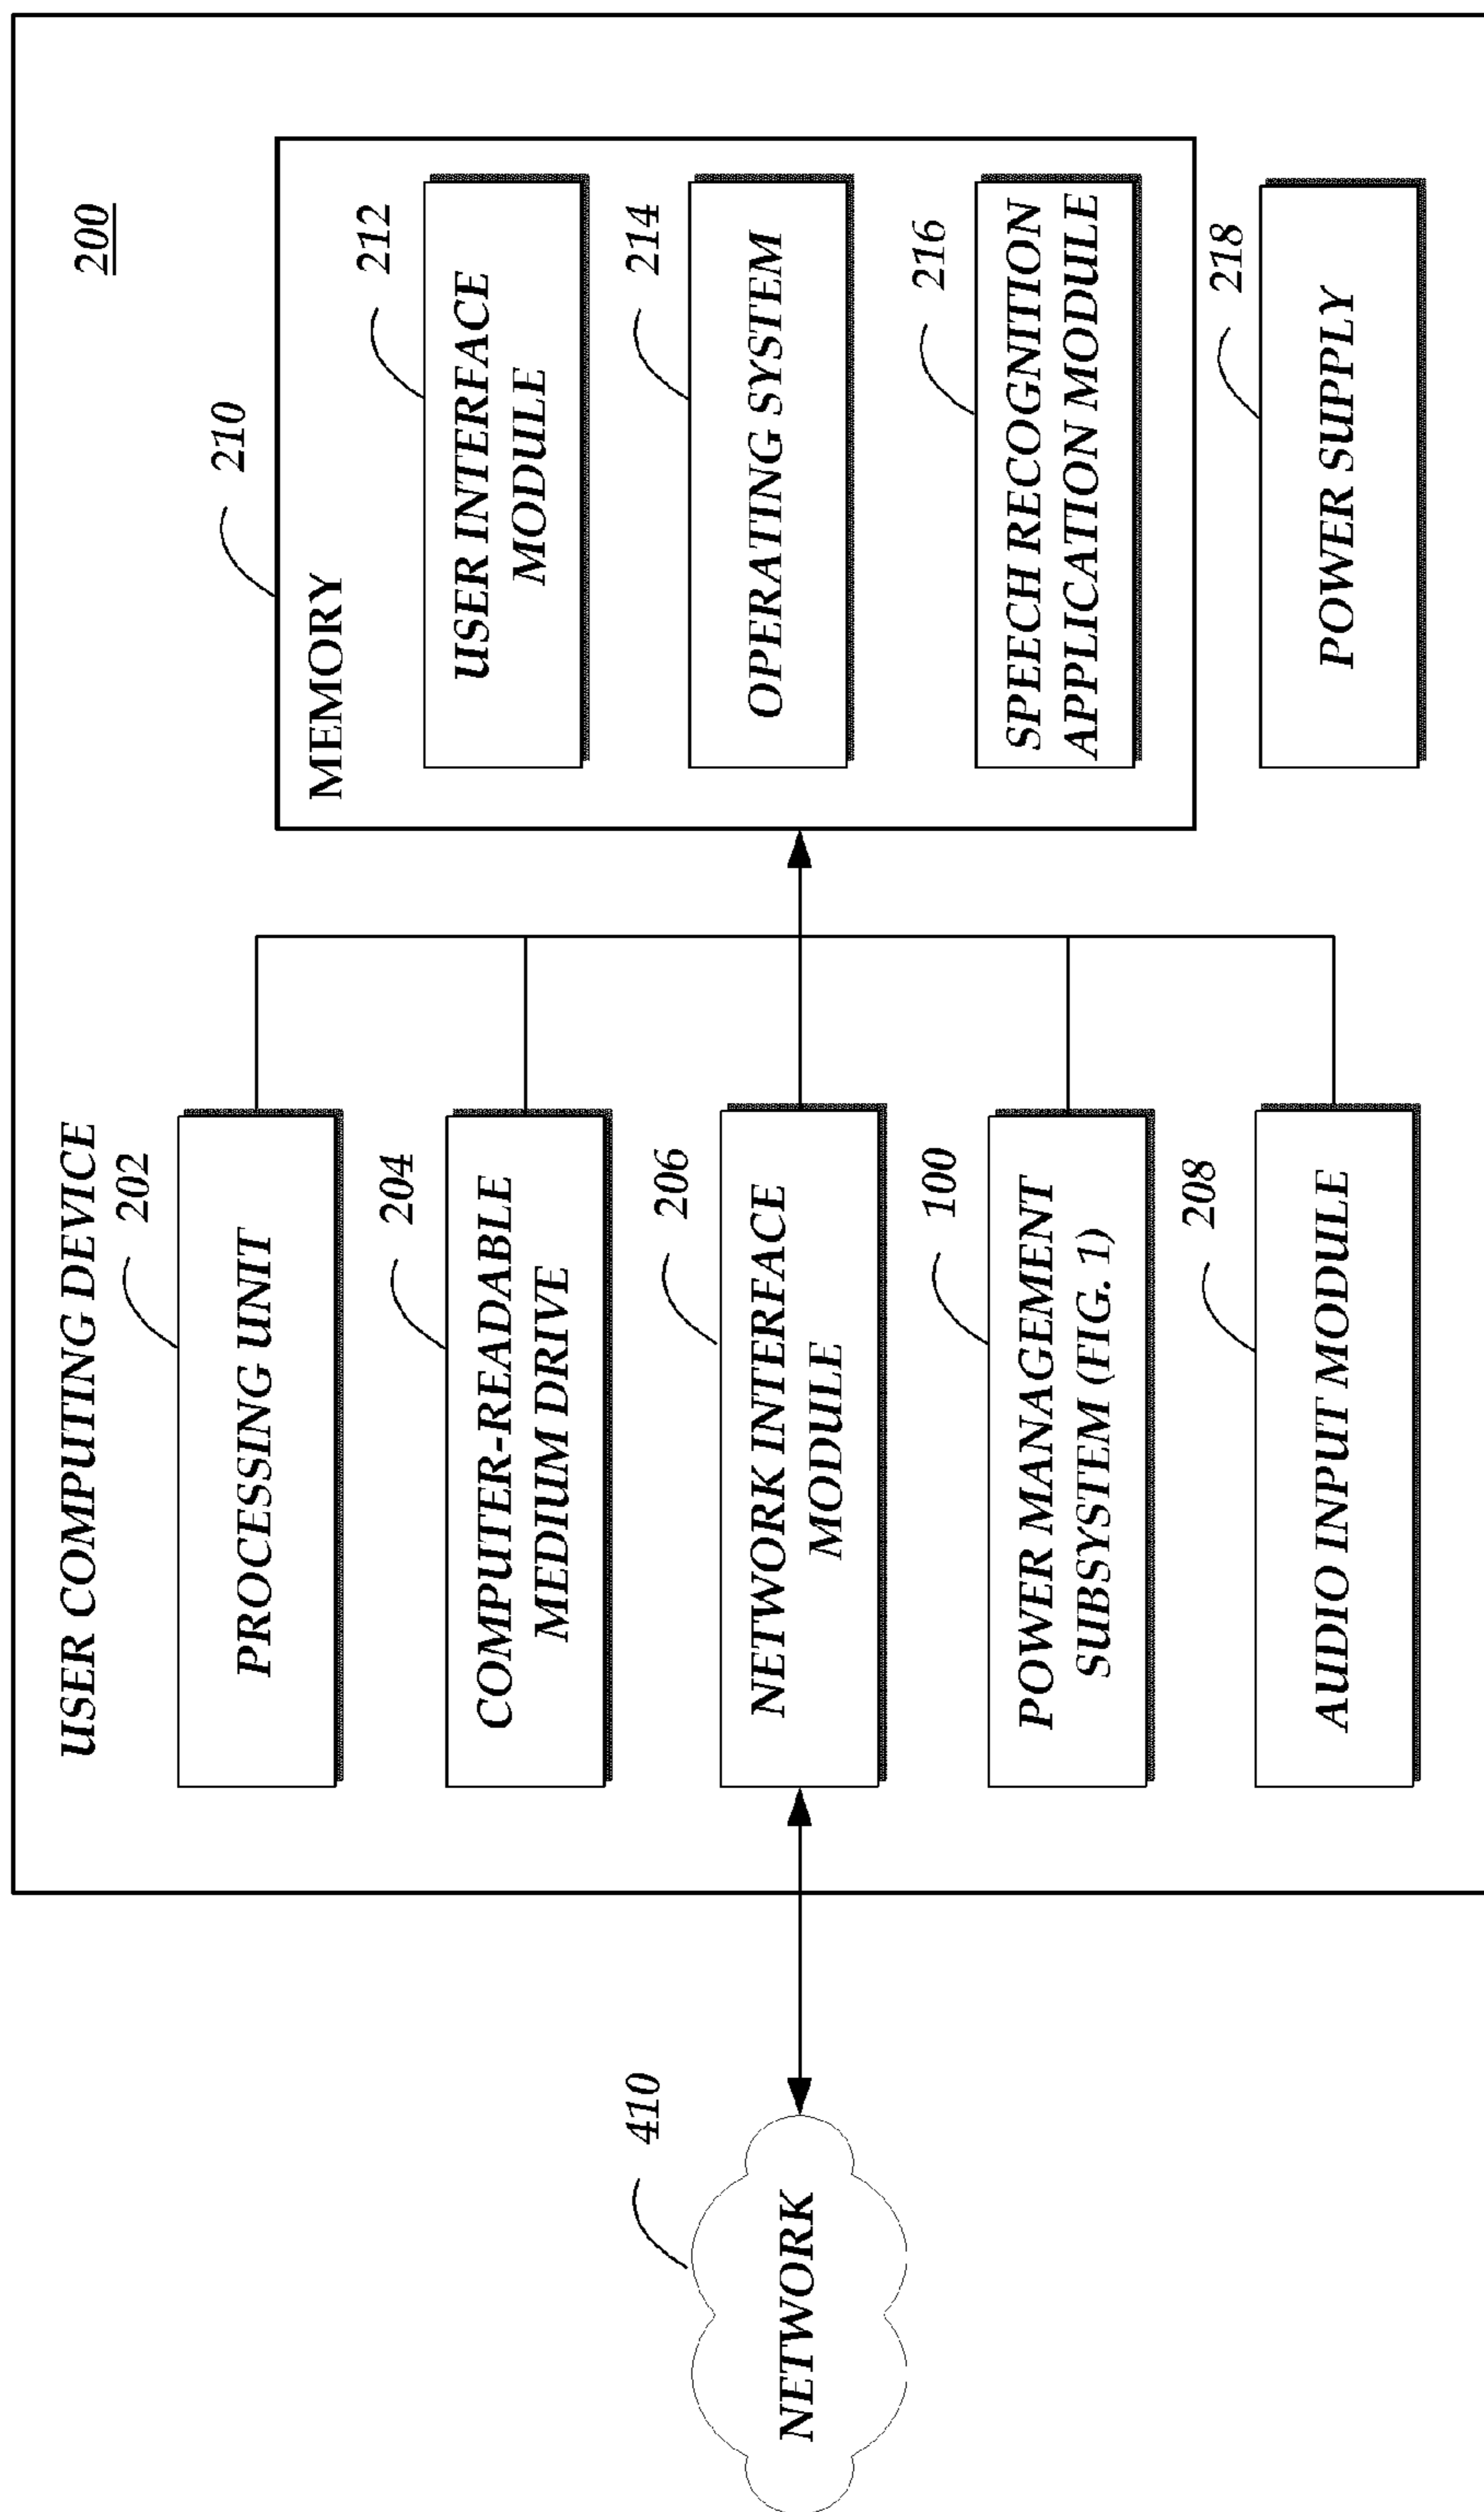 200
USER COMPUTING DEVICE
202
PROCESSING UNIT
204
COMPUTER-READABLE
MEDIUM DRIVE
206
NETWORK INTERFACE
MODULE
100
POWER MANAGEMENT
SUBSYSTEM (FIG. 1)
208
AUDIO INPUT MODULE
210
MEMORY
212
USER INTERFACE
MODULE
214
OPERATING SYSTEM
216
SPEECH RECOGNITION
APPLICATION MODULE
218
POWER SUPPLY
410
NETWORK